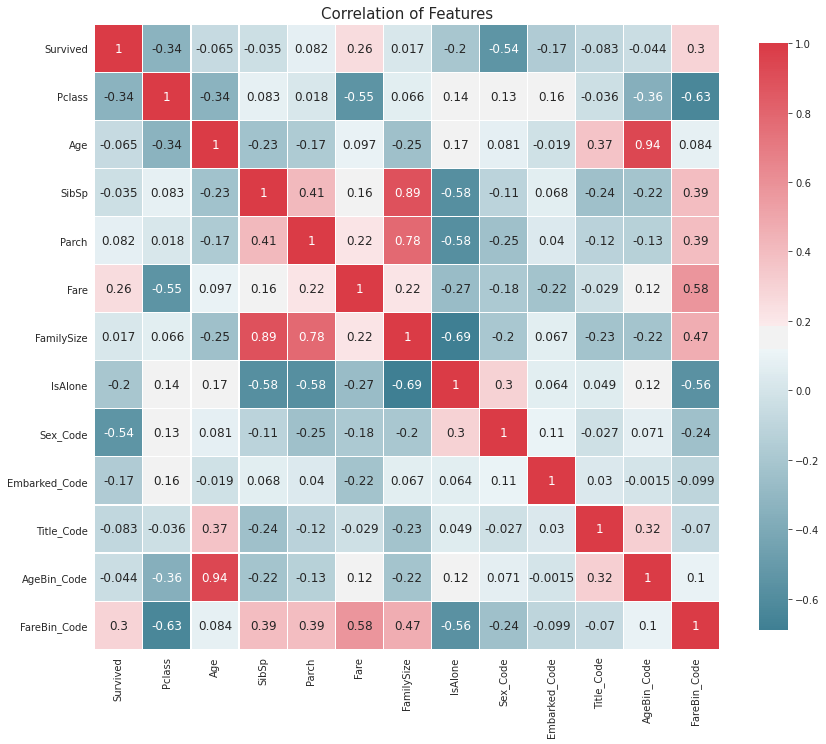 Correlation of Features
Survived 1 -0.34 -0.065 -0.035 0.082 0.26 0.017 -0.2 -0.54 -0.17 -0.083 -0.044 0.3
Pclass -0.34 1 -0.34 0.083 0.018 -0.55 0.066 0.14 0.13 0.16 -0.036 -0.36 -0.63
Age -0.065 -0.34 1 -0.23 -0.17 0.097 -0.25 0.17 0.081 -0.019 0.37 0.94 0.084
SibSp -0.035 0.083 -0.23 1 0.41 0.16 0.89 -0.58 -0.11 0.068 -0.24 -0.22 0.39
Parch 0.082 0.018 -0.17 0.41 1 0.22 0.78 -0.58 -0.25 0.04 -0.12 -0.13 0.39
Fare 0.26 -0.55 0.097 0.16 0.22 1 0.22 -0.27 -0.18 -0.22 -0.029 0.12 0.58
FamilySize 0.017 0.066 -0.25 0.89 0.78 0.22 1 -0.69 -0.2 0.067 -0.23 -0.22 0.47
IsAlone -0.2 0.14 0.17 -0.58 -0.58 -0.27 -0.69 1 0.3 0.064 0.049 0.12 -0.56
Sex_Code -0.54 0.13 0.081 -0.11 -0.25 -0.18 -0.2 0.3 1 0.11 -0.027 0.071 -0.24
Embarked_Code -0.17 0.16 -0.019 0.068 0.04 -0.22 0.067 0.064 0.11 1 0.03 -0.0015 -0.099
Title_Code -0.083 -0.036 0.37 -0.24 -0.12 -0.029 -0.23 0.049 -0.027 0.03 1 0.32 -0.07
AgeBin_Code -0.044 -0.36 0.94 -0.22 -0.13 0.12 -0.22 0.12 0.071 -0.0015 0.32 1 0.1
FareBin_Code 0.3 -0.63 0.084 0.39 0.39 0.58 0.47 -0.56 -0.24 -0.099 -0.07 0.1 1
Survived Pclass Age SibSp Parch Fare FamilySize IsAlone Sex_Code Embarked_Code Title_Code AgeBin_Code FareBin_Code
1.0
0.8
0.6
0.4
0.2
0.0
−0.2
−0.4
−0.6